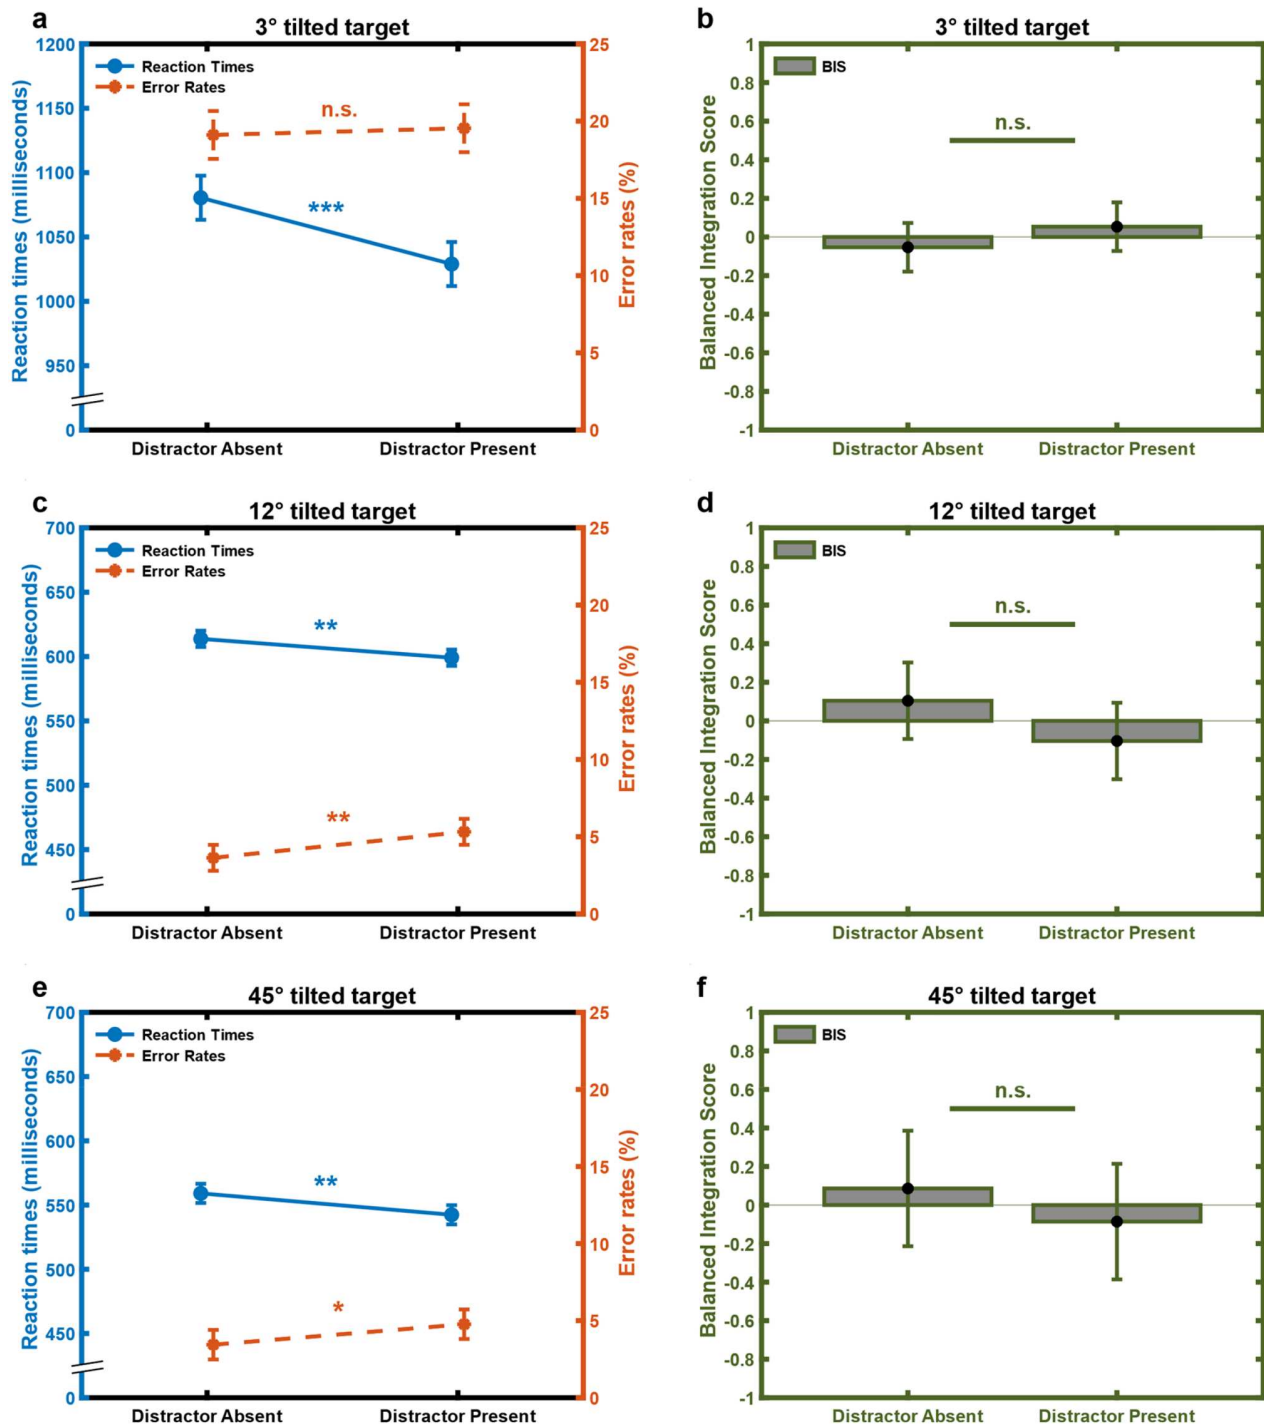 a
3° tilted target
Reaction Times
Error Rates
n.s.
***
1200
1150
1100
1050
1000
950
0
Reaction times (milliseconds)
25
20
15
10
5
0
Error rates (%)
Distractor Absent
Distractor Present
b
3° tilted target
BIS
n.s.
1
0.8
0.6
0.4
0.2
0
-0.2
-0.4
-0.6
-0.8
-1
Balanced Integration Score
Distractor Absent
Distractor Present
c
12° tilted target
Reaction Times
Error Rates
**
**
700
650
600
550
500
450
0
Reaction times (milliseconds)
25
20
15
10
5
0
Error rates (%)
Distractor Absent
Distractor Present
d
12° tilted target
BIS
n.s.
1
0.8
0.6
0.4
0.2
0
-0.2
-0.4
-0.6
-0.8
-1
Balanced Integration Score
Distractor Absent
Distractor Present
e
45° tilted target
Reaction Times
Error Rates
**
*
700
650
600
550
500
450
0
Reaction times (milliseconds)
25
20
15
10
5
0
Error rates (%)
Distractor Absent
Distractor Present
f
45° tilted target
BIS
n.s.
1
0.8
0.6
0.4
0.2
0
-0.2
-0.4
-0.6
-0.8
-1
Balanced Integration Score
Distractor Absent
Distractor Present